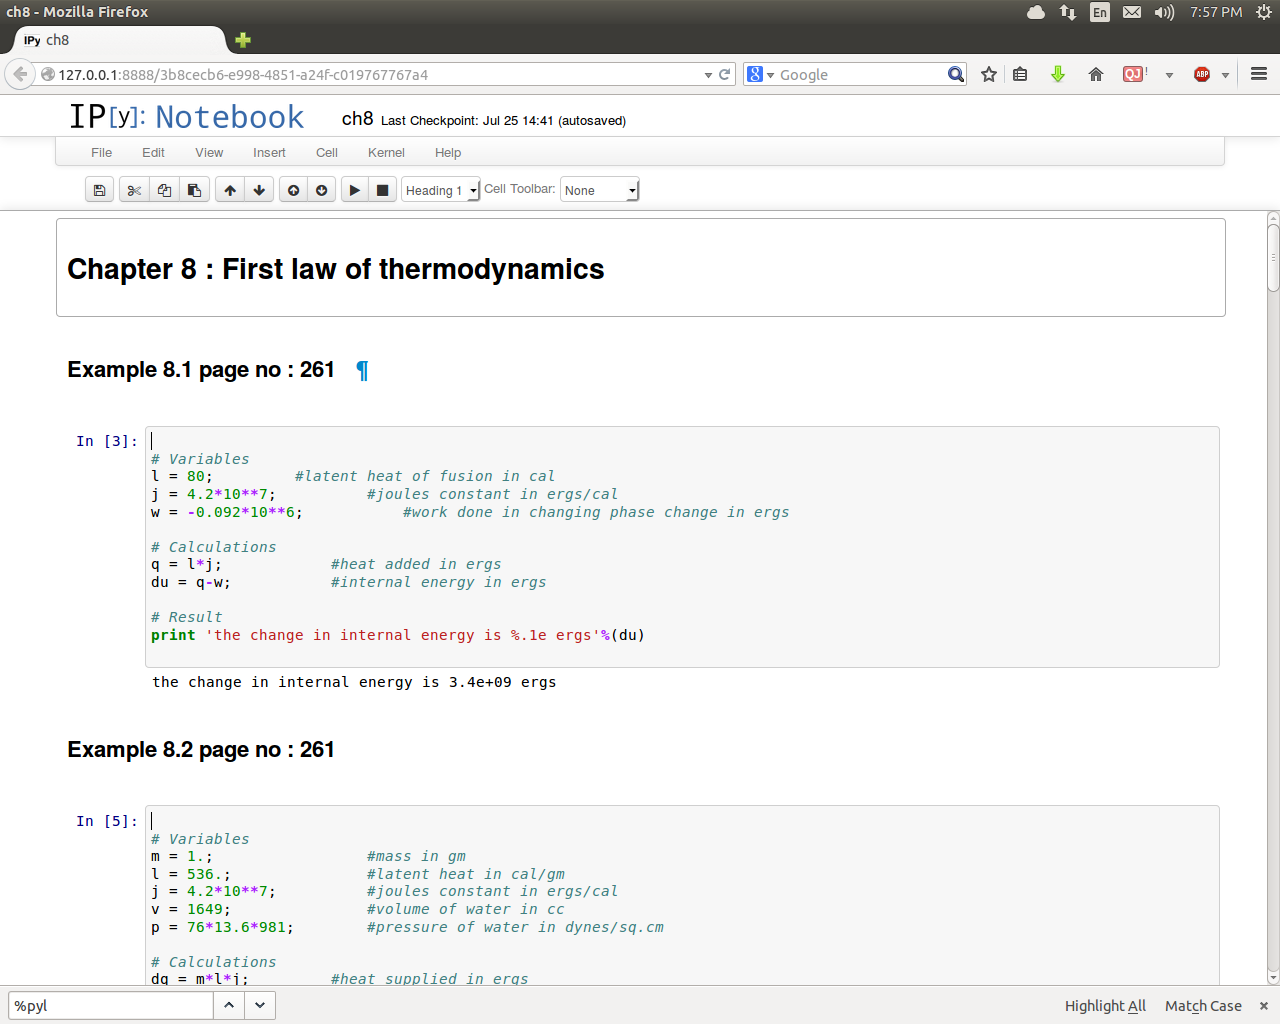 ch8 - Mozilla Firefox
En
7:57 PM
IPy ch8
127.0.0.1:8888/3b8cecb6-e998-4851-a24f-c019767767a4
8 Google
QJ !
ABP
IP[y]: Notebook
ch8 Last Checkpoint: Jul 25 14:41 (autosaved)
File Edit View Insert Cell Kernel Help
Heading 1 Cell Toolbar: None
Chapter 8 : First law of thermodynamics
Example 8.1 page no : 261 ¶
In [3]:
# Variables
l = 80; #latent heat of fusion in cal
j = 4.2*10**7; #joules constant in ergs/cal
w = -0.092*10**6; #work done in changing phase change in ergs
# Calculations
q = l*j; #heat added in ergs
du = q-w; #internal energy in ergs
# Result
print 'the change in internal energy is %.1e ergs'%(du)
the change in internal energy is 3.4e+09 ergs
Example 8.2 page no : 261
In [5]:
# Variables
m = 1.; #mass in gm
l = 536.; #latent heat in cal/gm
j = 4.2*10**7; #joules constant in ergs/cal
v = 1649; #volume of water in cc
p = 76*13.6*981; #pressure of water in dynes/sq.cm
# Calculations
dq = m*l*j; #heat supplied in ergs
%pyl
Highlight All Match Case ×